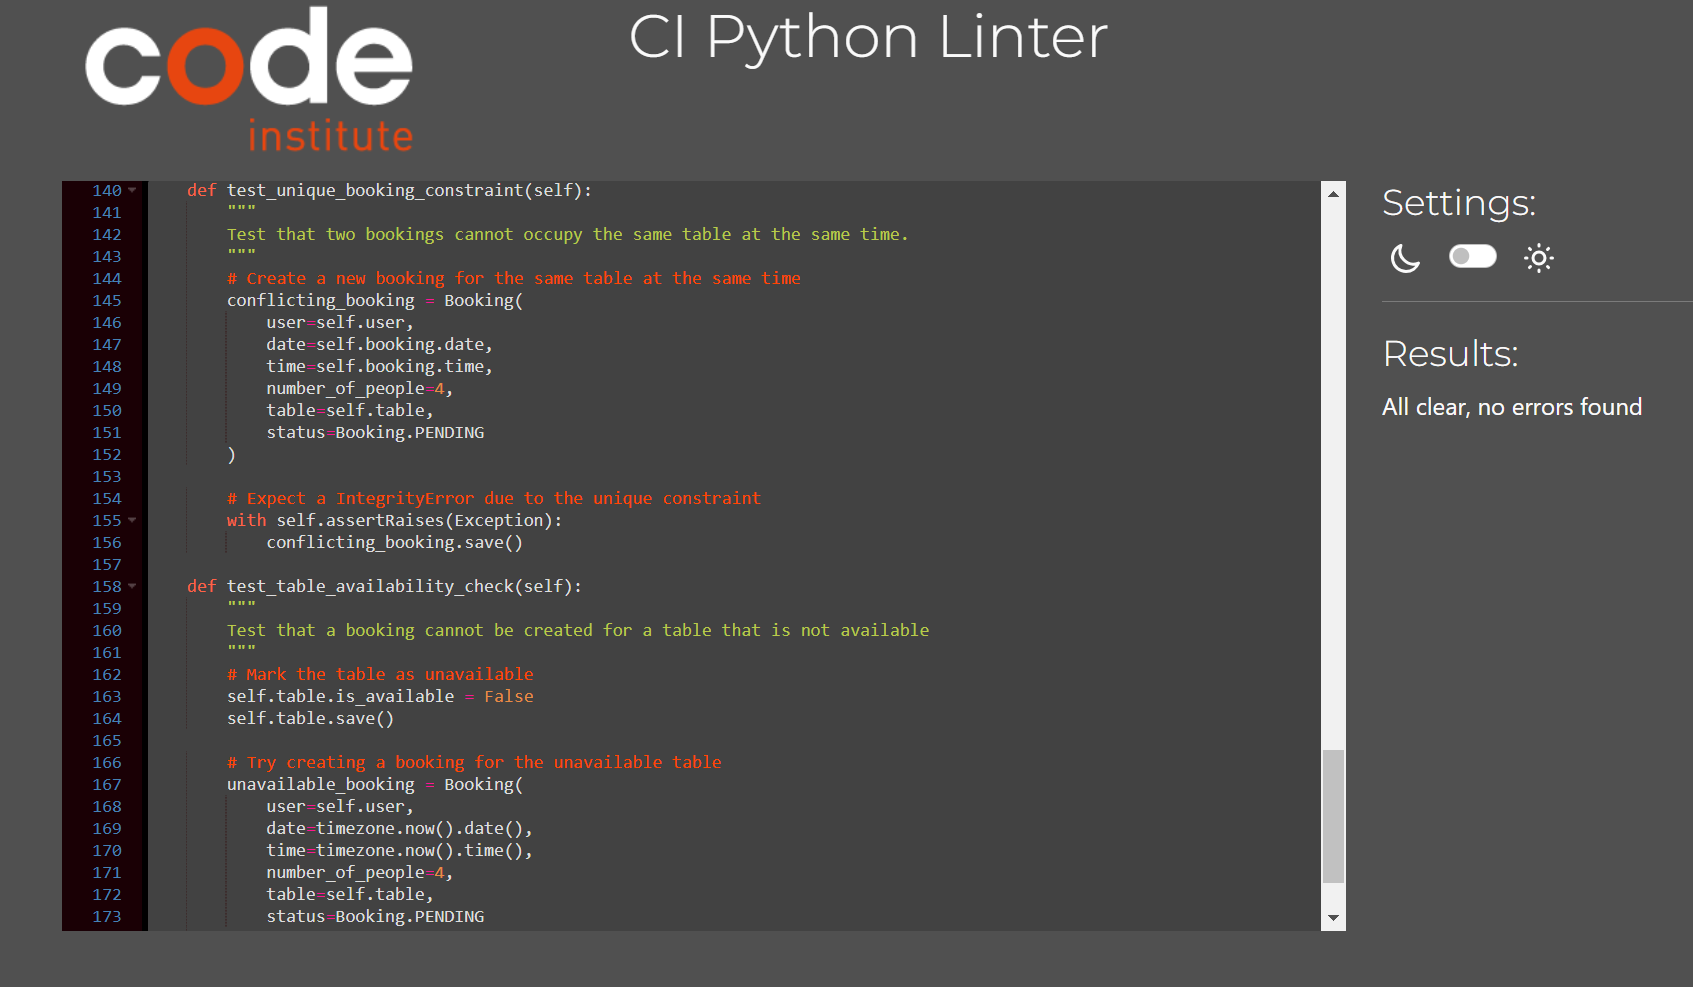 code
institute
CI Python Linter
140 def test_unique_booking_constraint(self):
141 """
142 Test that two bookings cannot occupy the same table at the same time.
143 """
144 # Create a new booking for the same table at the same time
145 conflicting_booking = Booking(
146 user=self.user,
147 date=self.booking.date,
148 time=self.booking.time,
149 number_of_people=4,
150 table=self.table,
151 status=Booking.PENDING
152 )
153
154 # Expect a IntegrityError due to the unique constraint
155 with self.assertRaises(Exception):
156 conflicting_booking.save()
157
158 def test_table_availability_check(self):
159 """
160 Test that a booking cannot be created for a table that is not available
161 """
162 # Mark the table as unavailable
163 self.table.is_available = False
164 self.table.save()
165
166 # Try creating a booking for the unavailable table
167 unavailable_booking = Booking(
168 user=self.user,
169 date=timezone.now().date(),
170 time=timezone.now().time(),
171 number_of_people=4,
172 table=self.table,
173 status=Booking.PENDING
Settings:
Results:
All clear, no errors found